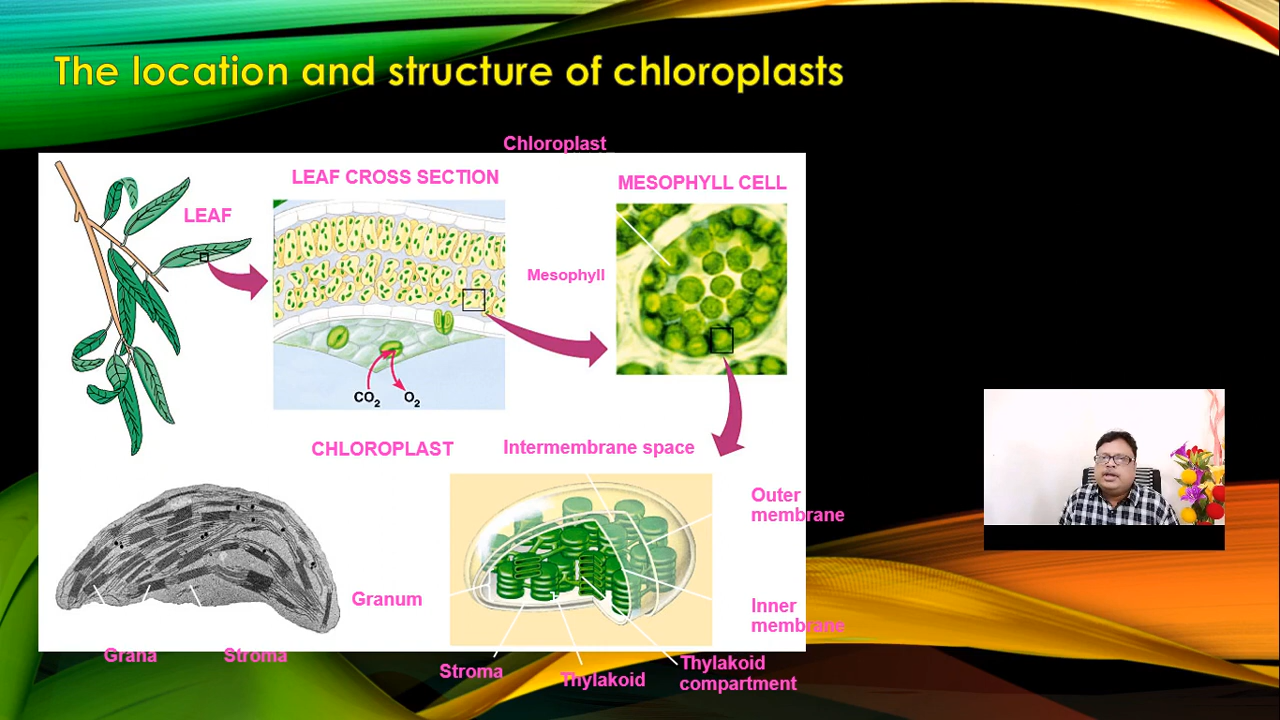 The location and structure of chloroplasts
Chloroplast
LEAF CROSS SECTION
MESOPHYLL CELL
LEAF
Mesophyll
CO2
O2
CHLOROPLAST
Intermembrane space
Outer
membrane
Granum
Inner
membrane
Grana
Stroma
Stroma
Thylakoid
Thylakoid
compartment